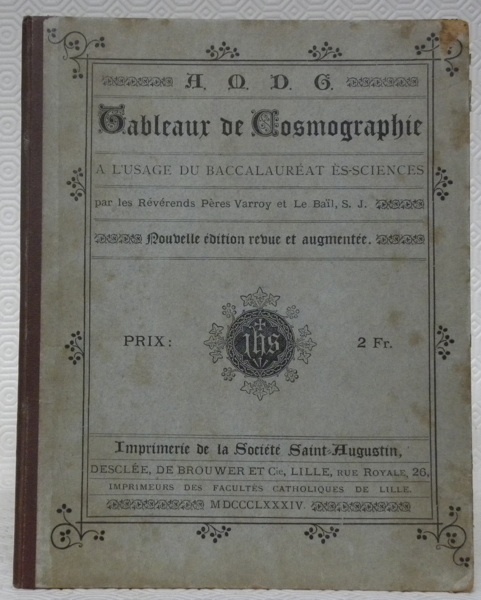 A. M. D. G.
Tableaux de Cosmographie
A L'USAGE DU BACCALAURÉAT ÈS-SCIENCES
par les Révérends Pères Varroy et Le Baïl, S. J.
Nouvelle édition revue et augmentée.
PRIX: ihs 2 Fr.
Imprimerie de la Société Saint-Augustin,
DESCLÉE, DE BROUWER ET Cie, LILLE, RUE ROYALE, 26,
IMPRIMEURS DES FACULTÉS CATHOLIQUES DE LILLE.
MDCCCLXXXIV.